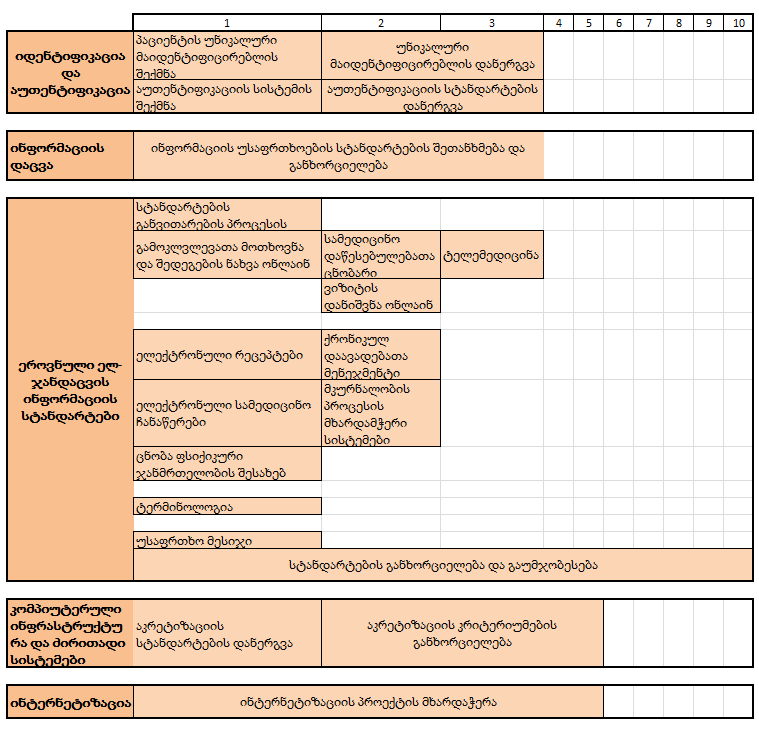 1 2 3 4 5 6 7 8 9 10
იდენტიფიკაცია
და
აუთენტიფიკაცია
პაციენტის უნიკალური
მაიდენტიფიცირებლის
შექმნა
უნიკალური
მაიდენტიფიცირებლის დანერგვა
აუთენტიფიკაციის სისტემის
შექმნა
აუთენტიფიკაციის სტანდარტების
დანერგვა
ინფორმაციის
დაცვა
ინფორმაციის უსაფრთხოების სტანდარტების შეთანხმება და
განხორციელება
ეროვნული ელ-
ჯანდაცვის
ინფორმაციის
სტანდარტები
სტანდარტების
განვითარების პროცესის
გამოკლვლევათა მოთხოვნა
და შედეგების ნახვა ონლაინ
სამედიცინო
დაწესებულებათა
ცნობარი
ტელემედიცინა
ვიზიტის
დანიშვნა ონლაინ
ელექტრონული რეცეპტები
ქრონიკულ
დაავადებათა
მენეჯმენტი
ელექტრონული სამედიცინო
ჩანაწერები
მკურნალობის
პროცესის
მხარდამჭერი
სისტემები
ცნობა ფსიქიკური
ჯანმრთელობის შესახებ
ტერმინოლოგია
უსაფრთხო მესიჯი
სტანდარტების განხორციელება და გაუმჯობესება
კომპიუტერული
ინფრასტრუქტუ
რა და ძირითადი
სისტემები
აკრეტიზაციის
სტანდარტების დანერგვა
აკრეტიზაციის კრიტერიუმების
განხორციელება
ინტერნეტიზაცია
ინტერნეტიზაციის პროექტის მხარდაჭერა